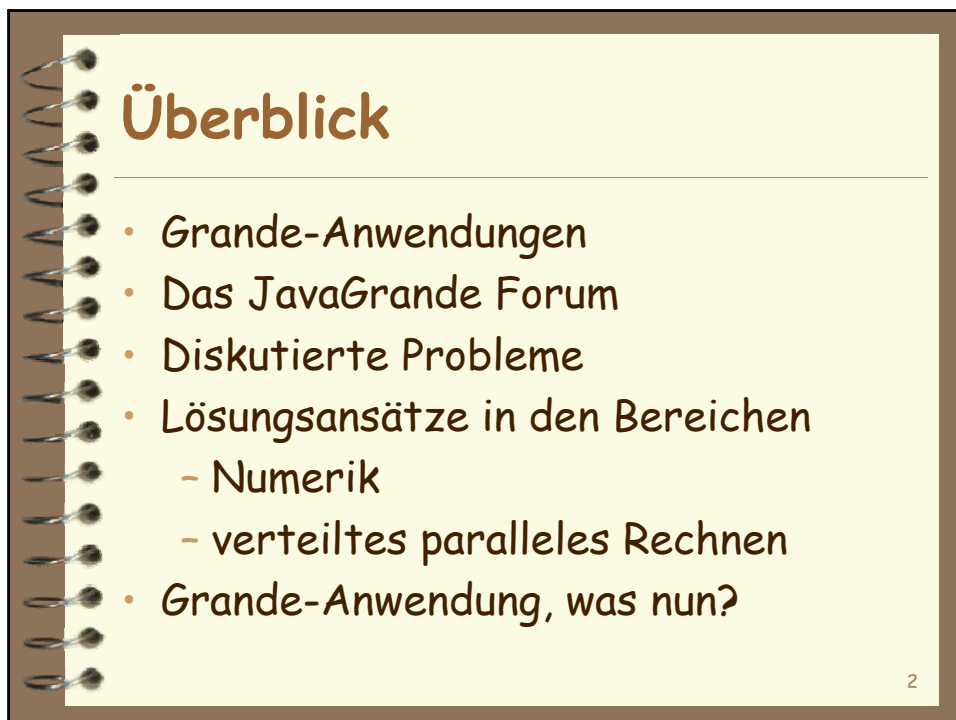 Überblick
• Grande-Anwendungen
• Das JavaGrande Forum
• Diskutierte Probleme
• Lösungsansätze in den Bereichen
– Numerik
– verteiltes paralleles Rechnen
• Grande-Anwendung, was nun?
2